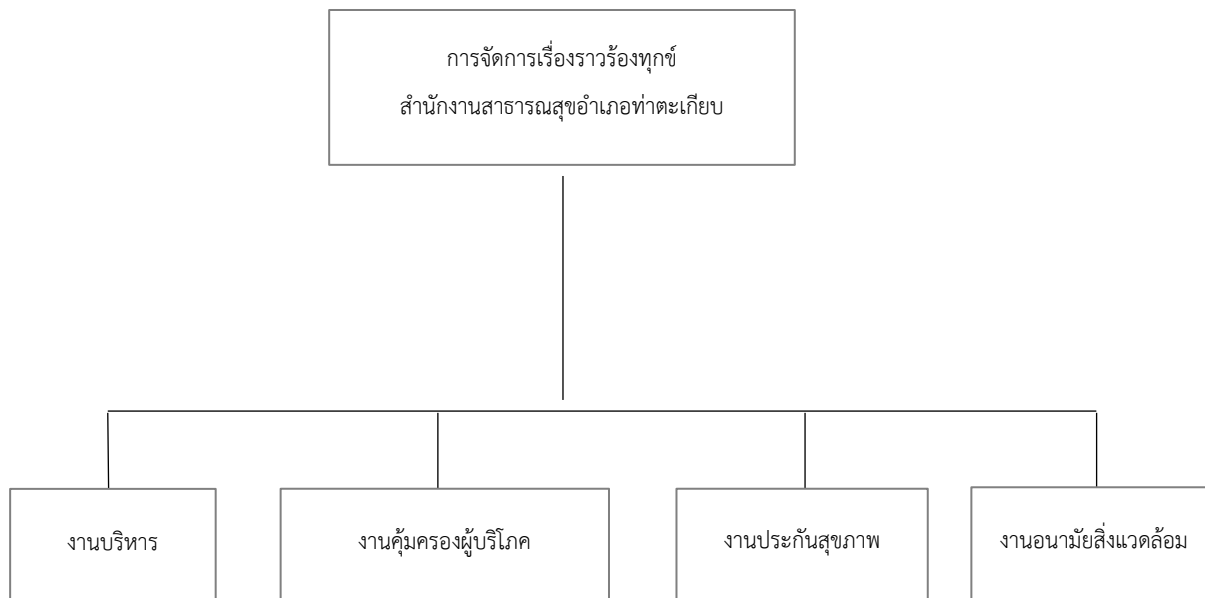 การจัดการเรื่องราวร้องทุกข์
สำนักงานสาธารณสุขอำเภอท่าตะเกียบ
งานบริหาร
งานคุ้มครองผู้บริโภค
งานประกันสุขภาพ
งานอนามัยสิ่งแวดล้อม